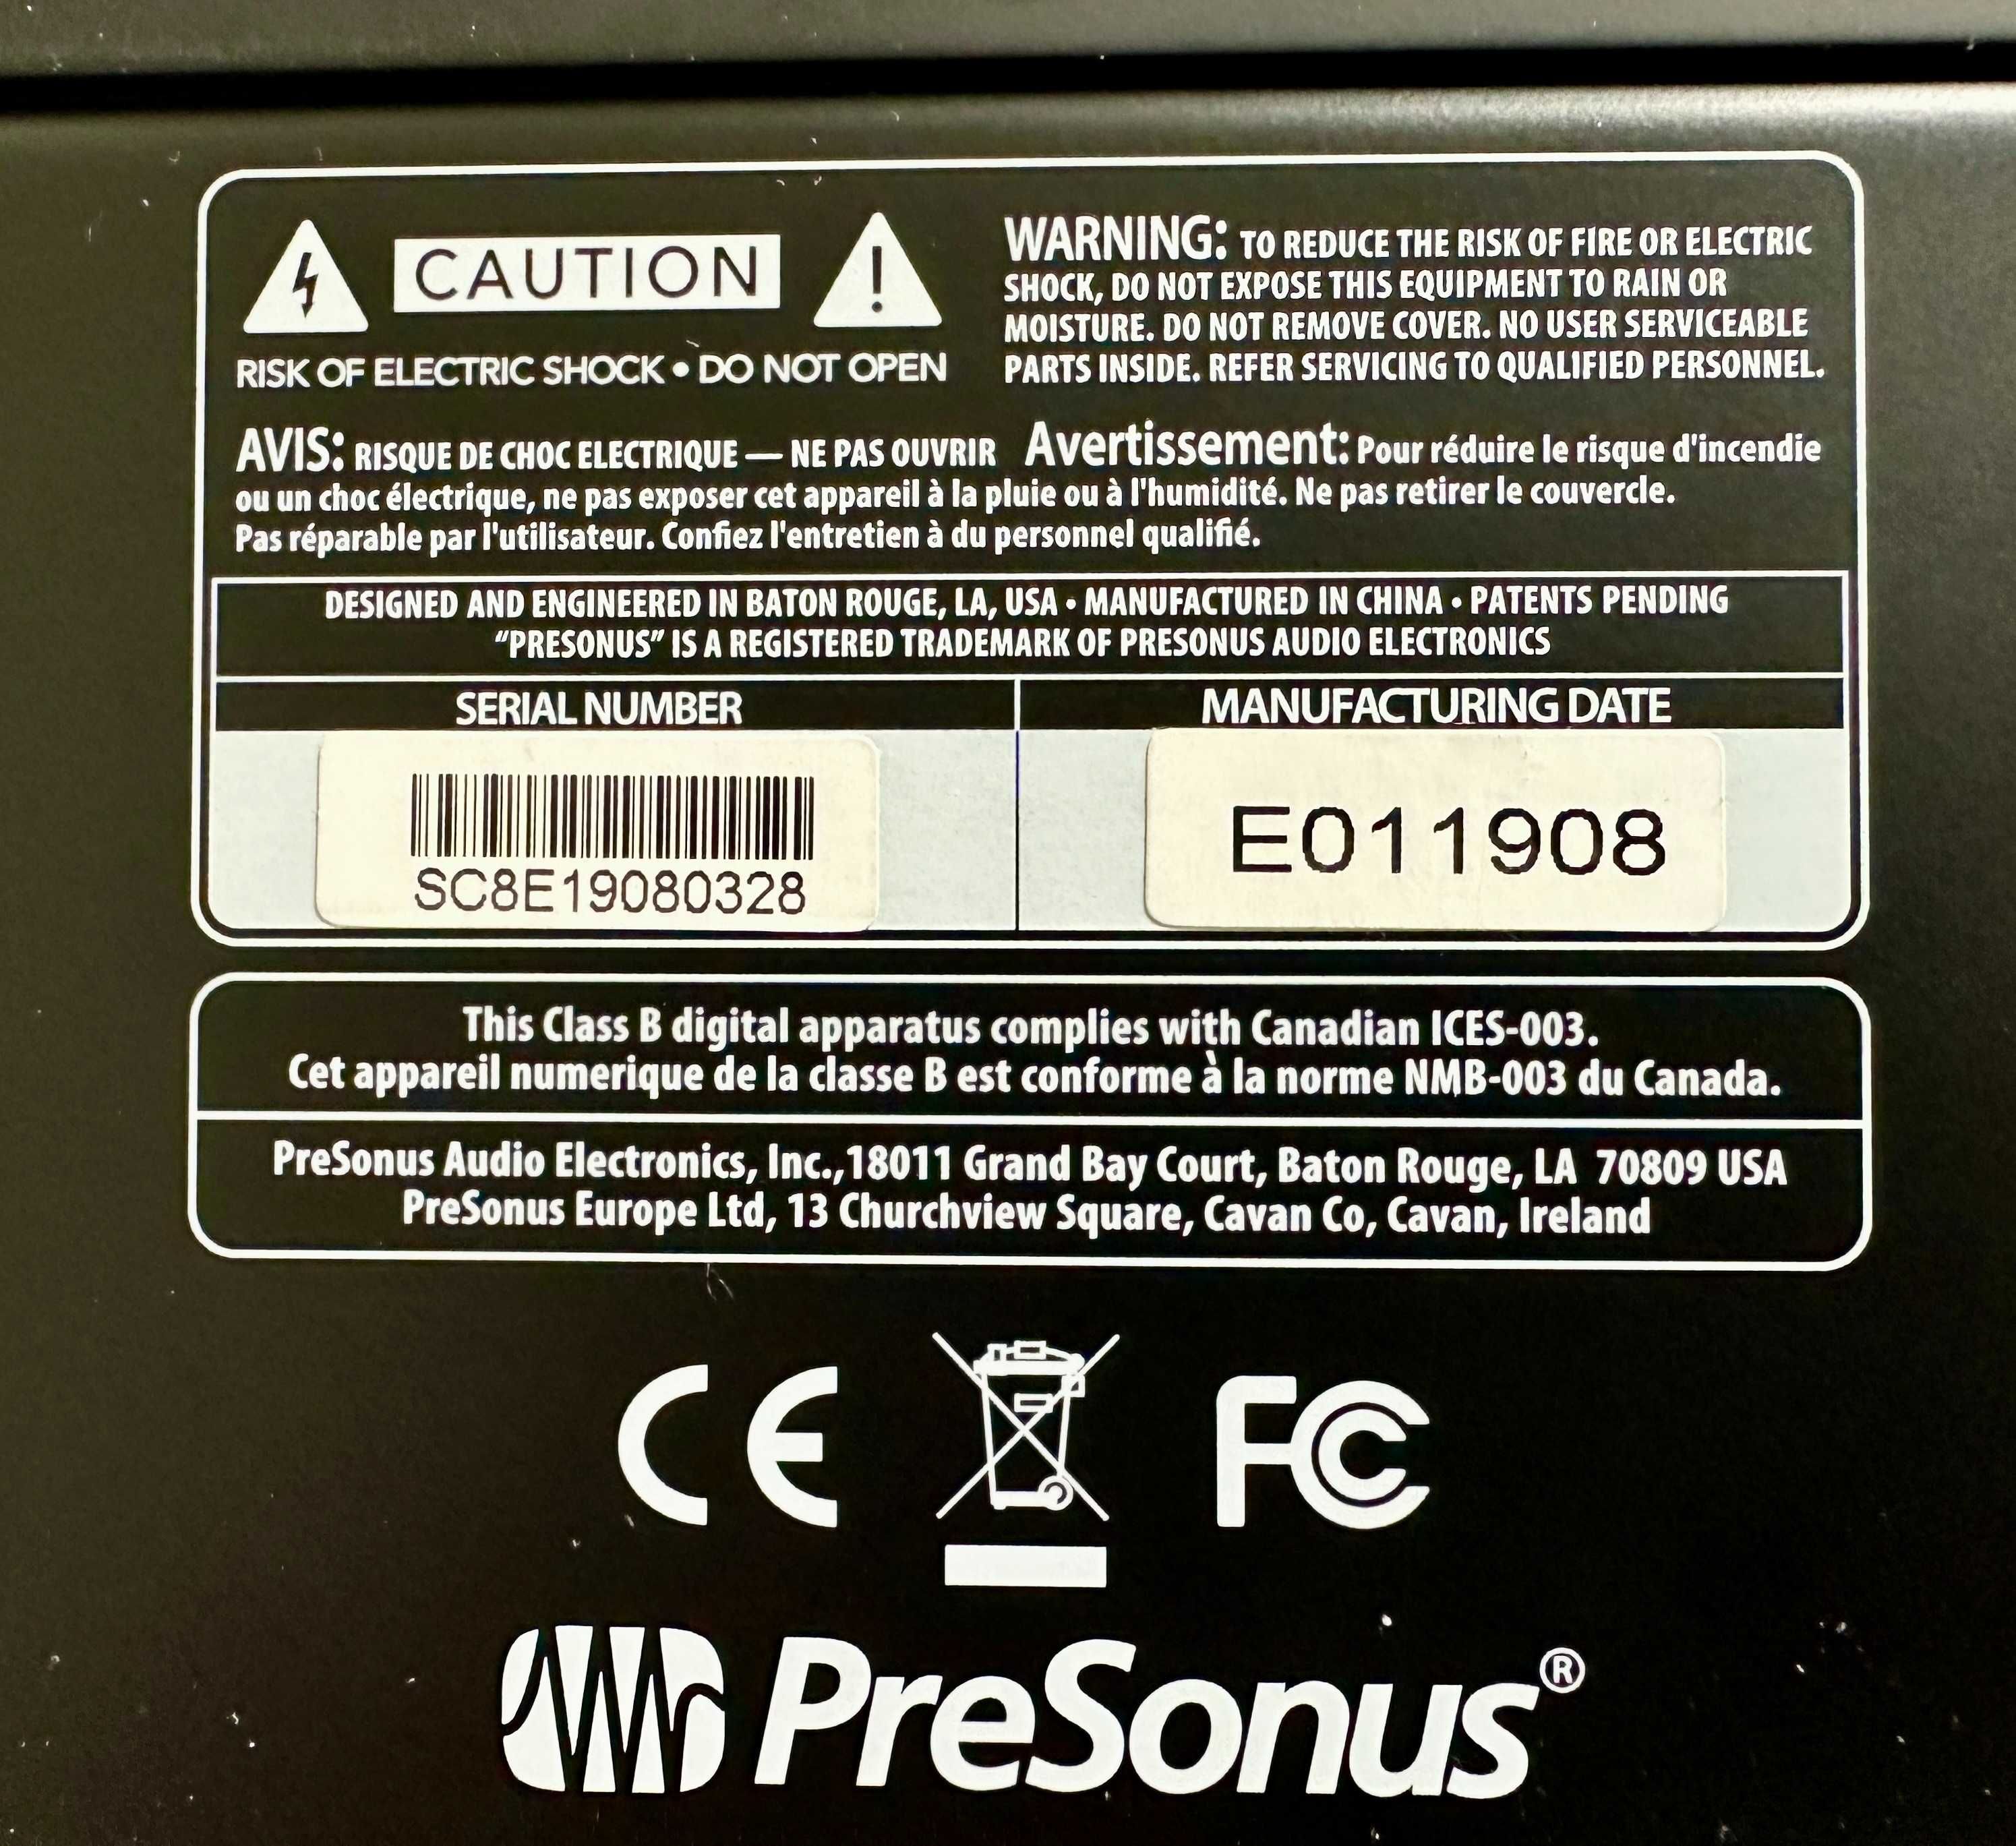 CAUTION
RISK OF ELECTRIC SHOCK • DO NOT OPEN
WARNING: TO REDUCE THE RISK OF FIRE OR ELECTRIC
SHOCK, DO NOT EXPOSE THIS EQUIPMENT TO RAIN OR
MOISTURE. DO NOT REMOVE COVER. NO USER SERVICEABLE
PARTS INSIDE. REFER SERVICING TO QUALIFIED PERSONNEL.
AVIS: RISQUE DE CHOC ELECTRIQUE — NE PAS OUVRIR Avertissement: Pour réduire le risque d'incendie
ou un choc électrique, ne pas exposer cet appareil à la pluie ou à l'humidité. Ne pas retirer le couvercle.
Pas réparable par l'utilisateur. Confiez l'entretien à du personnel qualifié.
DESIGNED AND ENGINEERED IN BATON ROUGE, LA, USA • MANUFACTURED IN CHINA • PATENTS PENDING
“PRESONUS” IS A REGISTERED TRADEMARK OF PRESONUS AUDIO ELECTRONICS
SERIAL NUMBER
SC8E19080328
MANUFACTURING DATE
E011908
This Class B digital apparatus complies with Canadian ICES-003.
Cet appareil numerique de la classe B est conforme à la norme NMB-003 du Canada.
PreSonus Audio Electronics, Inc.,18011 Grand Bay Court, Baton Rouge, LA 70809 USA
PreSonus Europe Ltd, 13 Churchview Square, Cavan Co, Cavan, Ireland
CE FC
PreSonus®